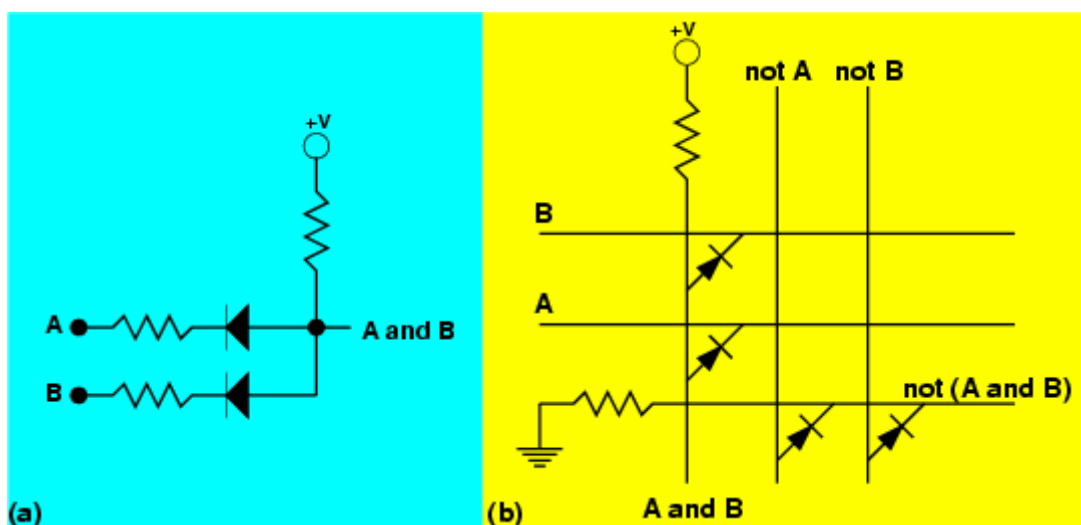 +V
A
A and B
B
(a)
+V
not A not B
B
A
not (A and B)
A and B
(b)